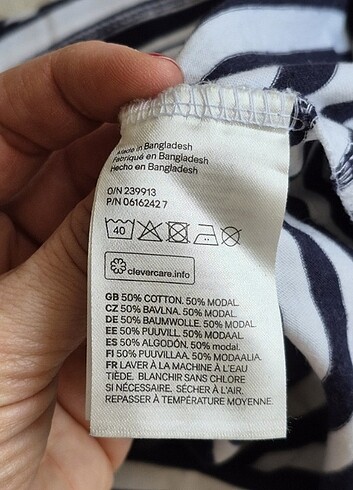 Made in Bangladesh
Fabriqué en Bangladesh
Hecho en Bangladesh
O/N 239913
P/N 0616242 7
40
clevercare.info
GB 50% COTTON. 50% MODAL.
CZ 50% BAVLNA. 50% MODAL.
DE 50% BAUMWOLLE. 50% MODAL.
EE 50% PUUVILL. 50% MODAAL.
ES 50% ALGODÓN. 50% modal.
FI 50% PUUVILLAA. 50% MODAALIA.
FR LAVER À LA MACHINE À L'EAU
TIÈDE. BLANCHIR SANS CHLORE
SI NÉCESSAIRE. SÉCHER À L'AIR.
REPASSER À TEMPÉRATURE MOYENNE.